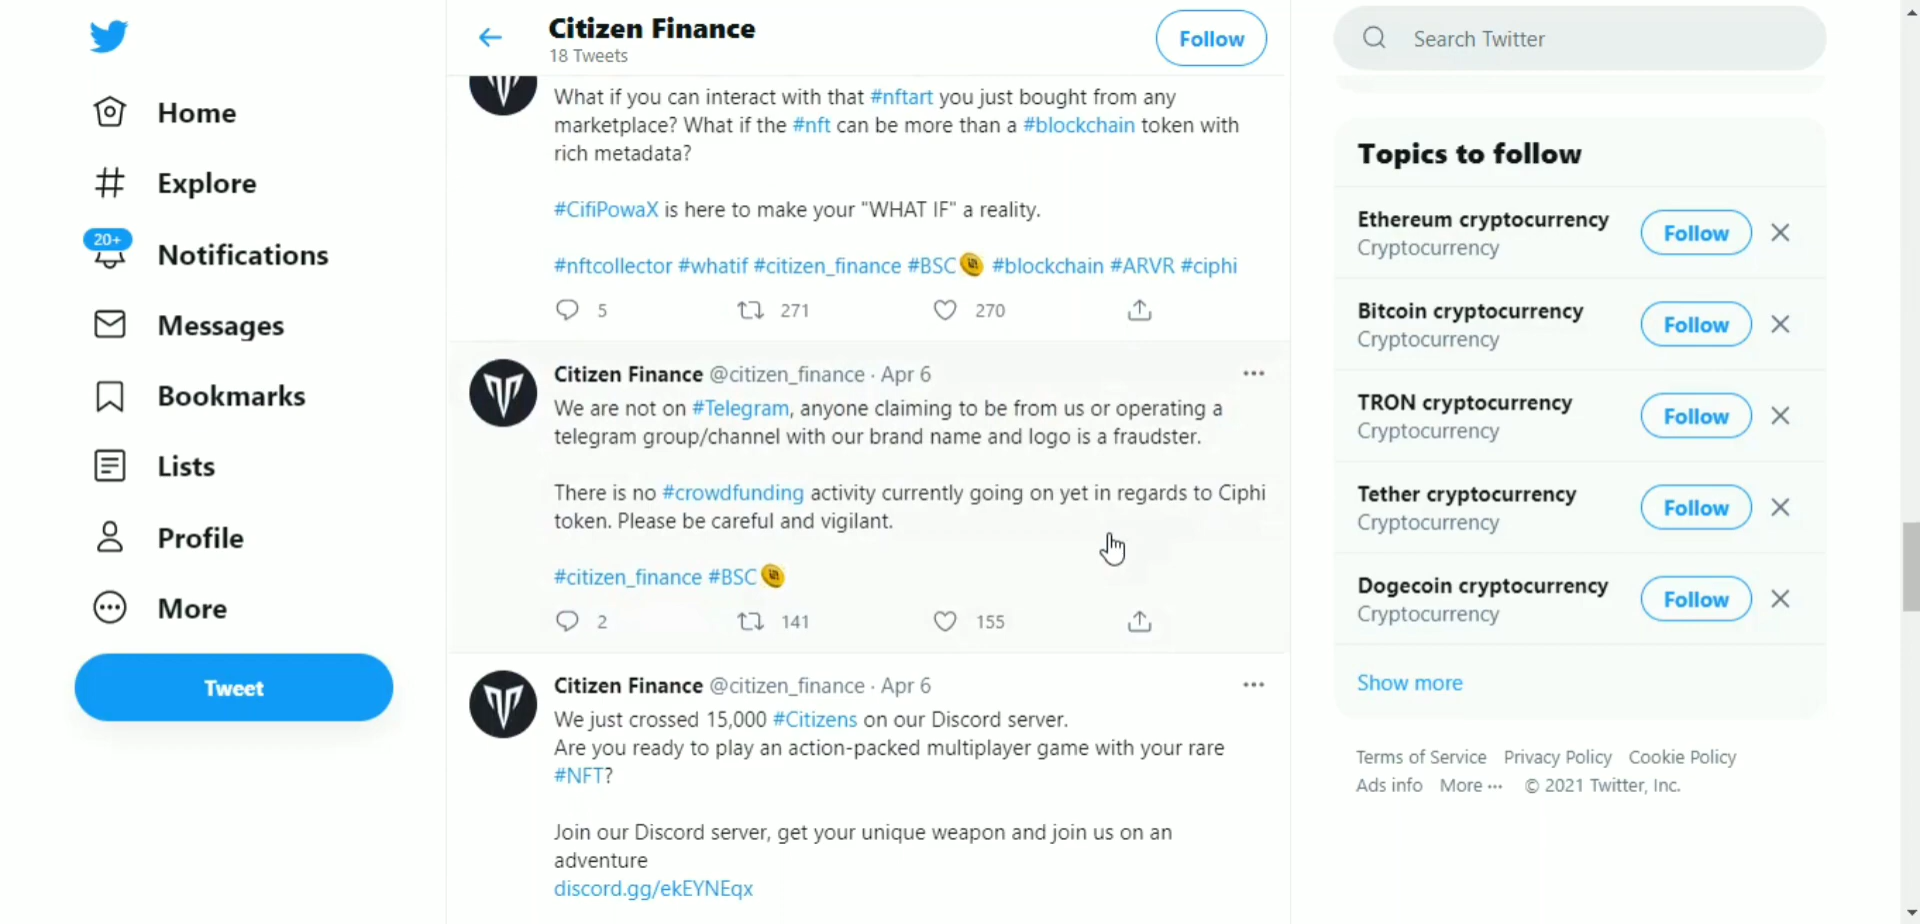 Home
Explore
20+
Notifications
Messages
Bookmarks
Lists
Profile
More
Tweet
Citizen Finance
18 Tweets
Follow
What if you can interact with that #nftart you just bought from any
marketplace? What if the #nft can be more than a #blockchain token with
rich metadata?
#CifiPowaX is here to make your "WHAT IF" a reality.
#nftcollector #whatif #citizen_finance #BSC #blockchain #ARVR #ciphi
5 271 270
Citizen Finance @citizen_finance · Apr 6
We are not on #Telegram, anyone claiming to be from us or operating a
telegram group/channel with our brand name and logo is a fraudster.
There is no #crowdfunding activity currently going on yet in regards to Ciphi
token. Please be careful and vigilant.
#citizen_finance #BSC
2 141 155
Citizen Finance @citizen_finance · Apr 6
We just crossed 15,000 #Citizens on our Discord server.
Are you ready to play an action-packed multiplayer game with your rare
#NFT?
Join our Discord server, get your unique weapon and join us on an
adventure
discord.gg/ekEYNEqx
Search Twitter
Topics to follow
Ethereum cryptocurrency
Cryptocurrency
Follow
Bitcoin cryptocurrency
Cryptocurrency
Follow
TRON cryptocurrency
Cryptocurrency
Follow
Tether cryptocurrency
Cryptocurrency
Follow
Dogecoin cryptocurrency
Cryptocurrency
Follow
Show more
Terms of Service Privacy Policy Cookie Policy
Ads info More ··· © 2021 Twitter, Inc.